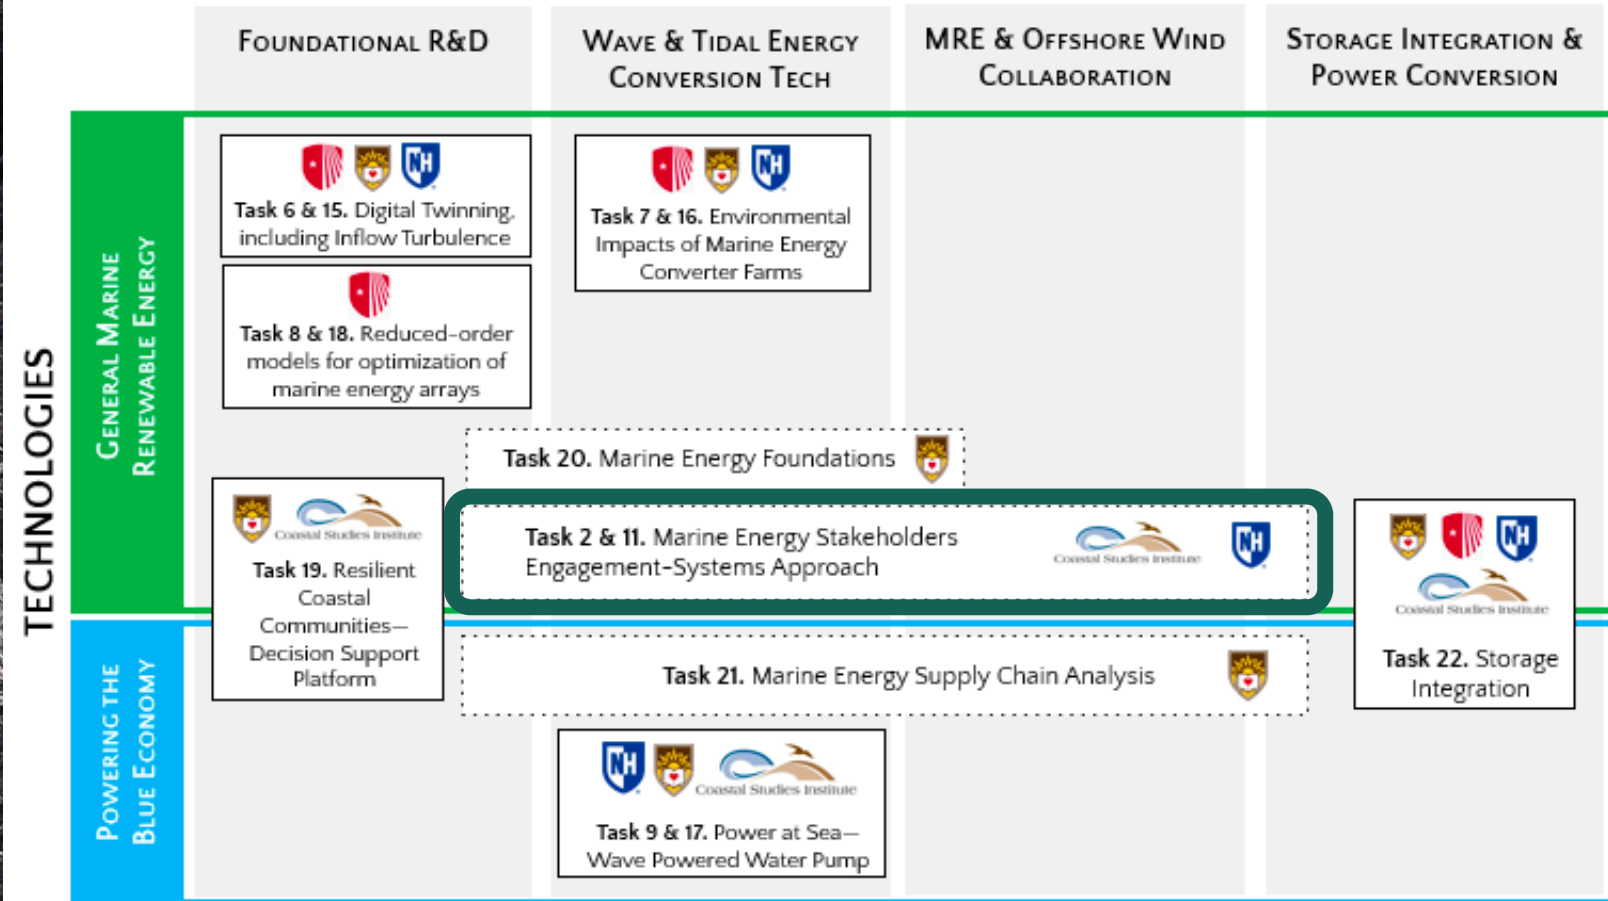 FOUNDATIONAL R&D
WAVE & TIDAL ENERGY
CONVERSION TECH
MRE & OFFSHORE WIND
COLLABORATION
STORAGE INTEGRATION &
POWER CONVERSION
TECHNOLOGIES
GENERAL MARINE
RENEWABLE ENERGY
NH
Task 6 & 15. Digital Twinning,
including Inflow Turbulence
NH
Task 7 & 16. Environmental
Impacts of Marine Energy
Converter Farms
Task 8 & 18. Reduced-order
models for optimization of
marine energy arrays
Task 20. Marine Energy Foundations
Coastal Studies Institute
Task 19. Resilient
Coastal
Communities—
Decision Support
Platform
Task 2 & 11. Marine Energy Stakeholders
Engagement-Systems Approach
Coastal Studies Institute
NH
NH
Coastal Studies Institute
Task 22. Storage
Integration
POWERING THE
BLUE ECONOMY
Task 21. Marine Energy Supply Chain Analysis
NH
Coastal Studies Institute
Task 9 & 17. Power at Sea—
Wave Powered Water Pump